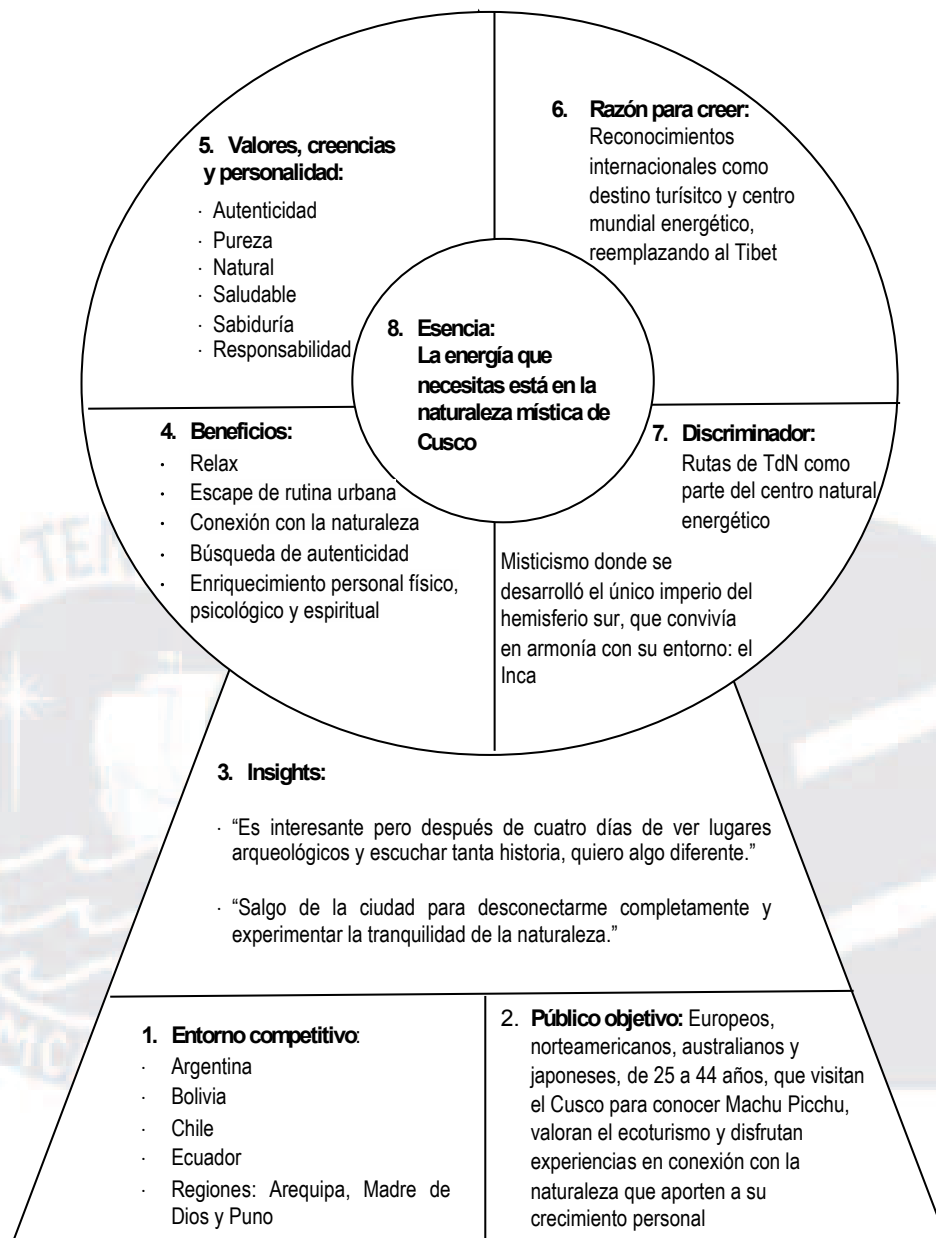 5. Valores, creencias
y personalidad:
· Autenticidad
· Pureza
· Natural
· Saludable
· Sabiduría
· Responsabilidad
6. Razón para creer:
Reconocimientos
internacionales como
destino turísitco y centro
mundial energético,
reemplazando al Tibet
8. Esencia:
La energía que
necesitas está en la
naturaleza mística de
Cusco
4. Beneficios:
· Relax
· Escape de rutina urbana
· Conexión con la naturaleza
· Búsqueda de autenticidad
· Enriquecimiento personal físico,
psicológico y espiritual
7. Discriminador:
Rutas de TdN como
parte del centro natural
energético
Misticismo donde se
desarrolló el único imperio del
hemisferio sur, que convivía
en armonía con su entorno: el
Inca
3. Insights:
· “Es interesante pero después de cuatro días de ver lugares
arqueológicos y escuchar tanta historia, quiero algo diferente.”
· “Salgo de la ciudad para desconectarme completamente y
experimentar la tranquilidad de la naturaleza.”
1. Entorno competitivo:
· Argentina
· Bolivia
· Chile
· Ecuador
· Regiones: Arequipa, Madre de
Dios y Puno
2. Público objetivo: Europeos,
norteamericanos, australianos y
japoneses, de 25 a 44 años, que visitan
el Cusco para conocer Machu Picchu,
valoran el ecoturismo y disfrutan
experiencias en conexión con la
naturaleza que aporten a su
crecimiento personal